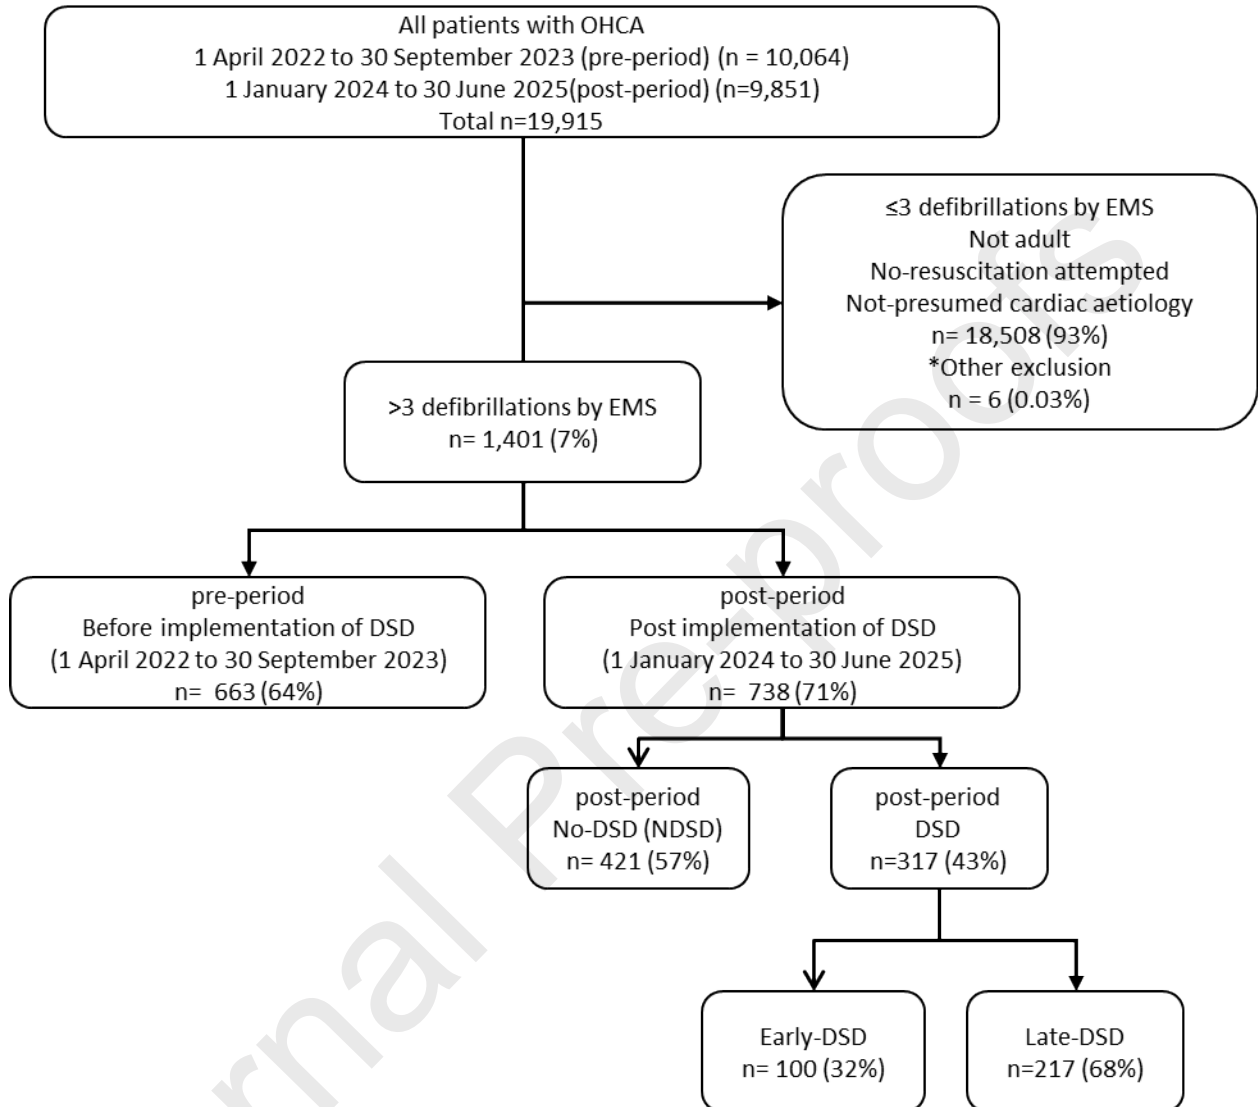 All patients with OHCA
1 April 2022 to 30 September 2023 (pre-period) (n = 10,064)
1 January 2024 to 30 June 2025(post-period) (n=9,851)
Total n=19,915
≤3 defibrillations by EMS
Not adult
No-resuscitation attempted
Not-presumed cardiac aetiology
n= 18,508 (93%)
*Other exclusion
n = 6 (0.03%)
>3 defibrillations by EMS
n= 1,401 (7%)
pre-period
Before implementation of DSD
(1 April 2022 to 30 September 2023)
n=  663 (64%)
post-period
Post implementation of DSD
(1 January 2024 to 30 June 2025)
n=  738 (71%)
post-period
No-DSD (NDSD)
n= 421 (57%)
post-period
DSD
n=317 (43%)
Early-DSD
n= 100 (32%)
Late-DSD
n=217 (68%)
rnal Pre-proofs